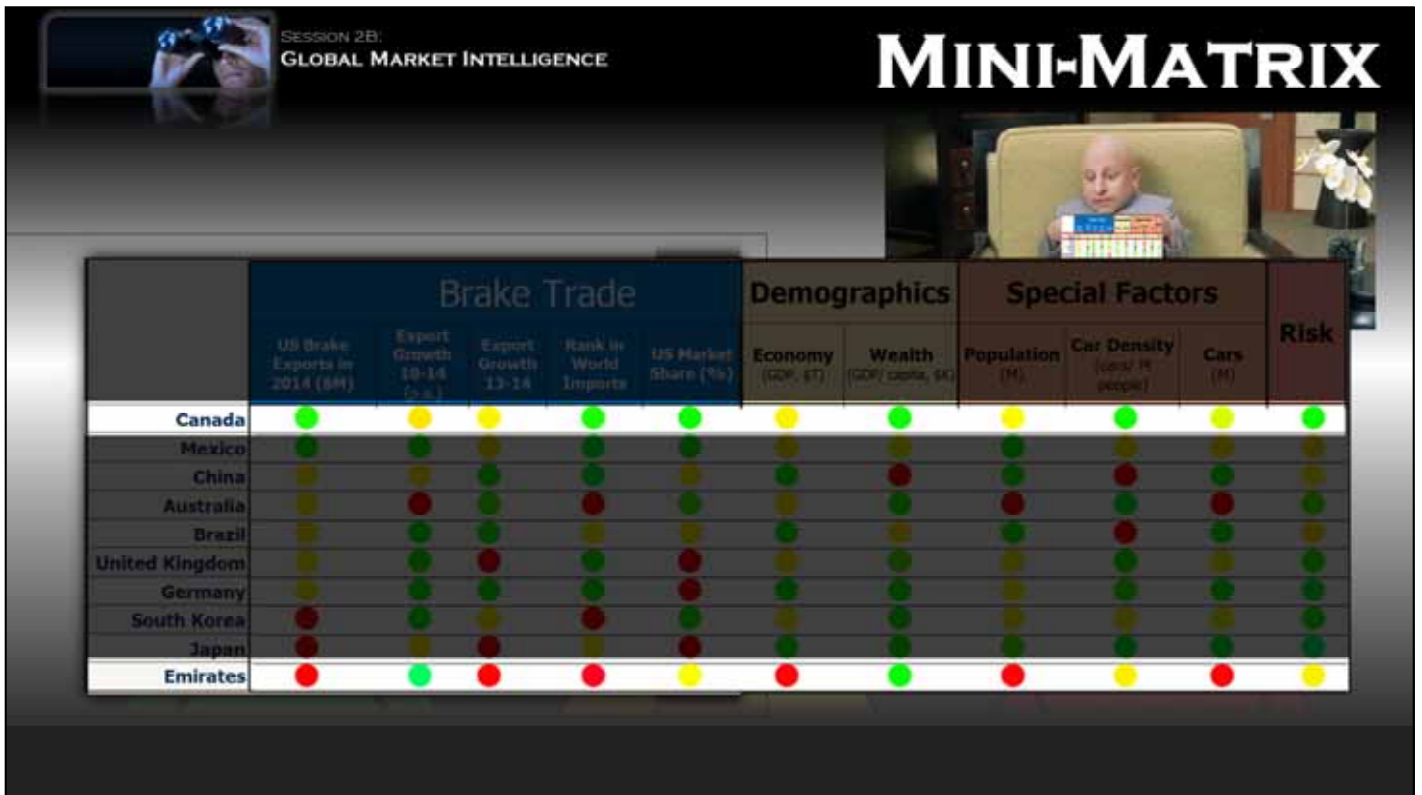 SESSION 2B:
GLOBAL MARKET INTELLIGENCE
MINI-MATRIX
Brake Trade
Demographics
Special Factors
Risk
US Brake
Exports in
2014 ($M)
Export
Growth
10-14
(p.a.)
Export
Growth
13-14
Rank in
World
Imports
US Market
Share (%)
Economy
(GDP, $T)
Wealth
(GDP/ capita, $K)
Population
(M)
Car Density
(cars/ M
people)
Cars
(M)
Canada
Mexico
China
Australia
Brazil
United Kingdom
Germany
South Korea
Japan
Emirates